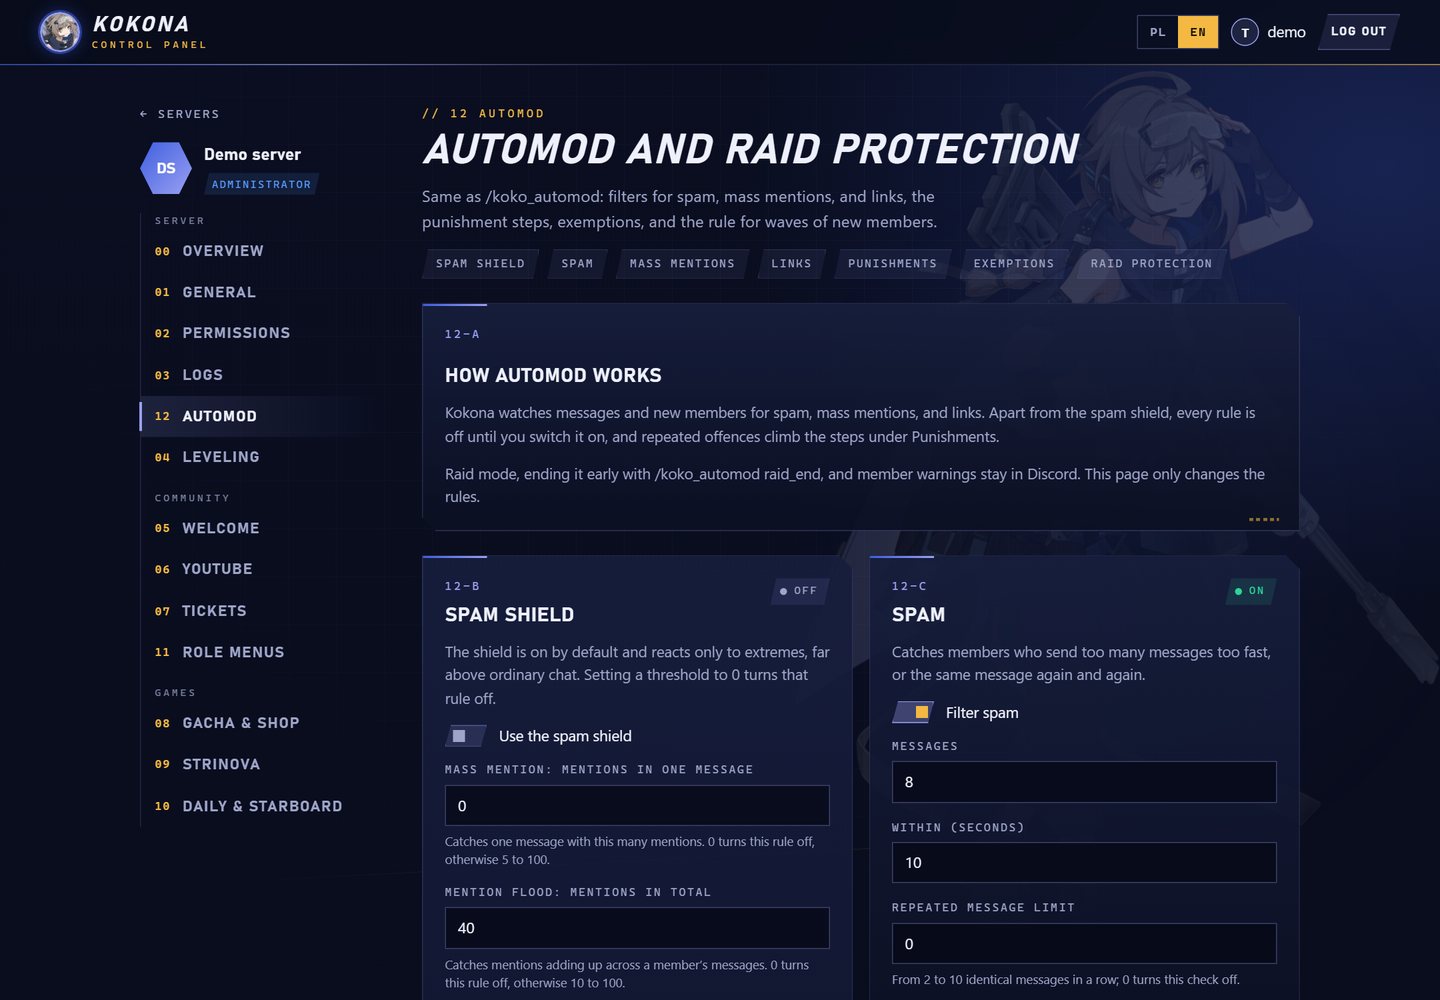 KOKONA
CONTROL PANEL
PL
EN
T
demo
LOG OUT
← SERVERS
DS
Demo server
ADMINISTRATOR
SERVER
00 OVERVIEW
01 GENERAL
02 PERMISSIONS
03 LOGS
12 AUTOMOD
04 LEVELING
COMMUNITY
05 WELCOME
06 YOUTUBE
07 TICKETS
11 ROLE MENUS
GAMES
08 GACHA & SHOP
09 STRINOVA
10 DAILY & STARBOARD
// 12 AUTOMOD
AUTOMOD AND RAID PROTECTION
Same as /koko_automod: filters for spam, mass mentions, and links, the
punishment steps, exemptions, and the rule for waves of new members.
SPAM SHIELD
SPAM
MASS MENTIONS
LINKS
PUNISHMENTS
EXEMPTIONS
RAID PROTECTION
12-A
HOW AUTOMOD WORKS
Kokona watches messages and new members for spam, mass mentions, and links. Apart from the spam shield, every rule is
off until you switch it on, and repeated offences climb the steps under Punishments.
Raid mode, ending it early with /koko_automod raid_end, and member warnings stay in Discord. This page only changes the
rules.
12-B
OFF
SPAM SHIELD
The shield is on by default and reacts only to extremes, far
above ordinary chat. Setting a threshold to 0 turns that
rule off.
Use the spam shield
MASS MENTION: MENTIONS IN ONE MESSAGE
0
Catches one message with this many mentions. 0 turns this rule off,
otherwise 5 to 100.
MENTION FLOOD: MENTIONS IN TOTAL
40
Catches mentions adding up across a member's messages. 0 turns
this rule off, otherwise 10 to 100.
12-C
ON
SPAM
Catches members who send too many messages too fast,
or the same message again and again.
Filter spam
MESSAGES
8
WITHIN (SECONDS)
10
REPEATED MESSAGE LIMIT
0
From 2 to 10 identical messages in a row; 0 turns this check off.